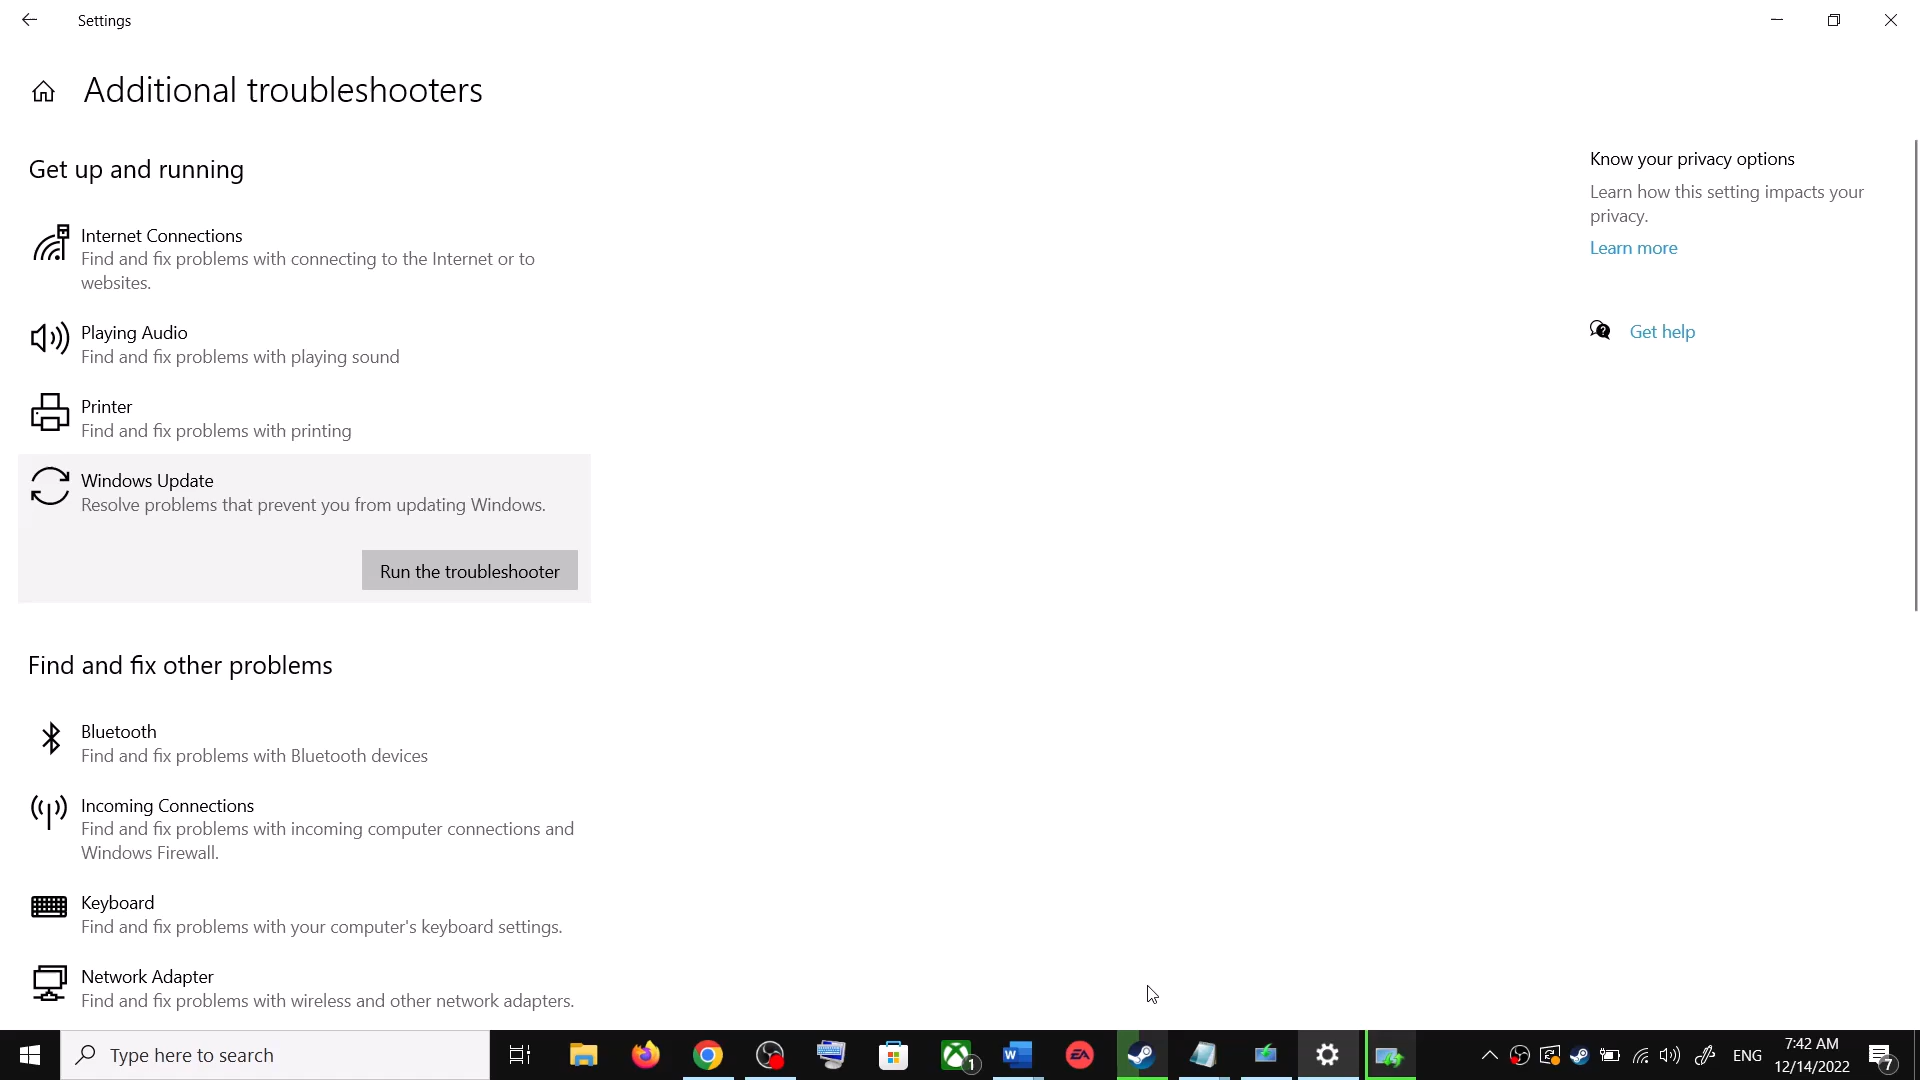 Settings
Additional troubleshooters
Get up and running
Internet Connections
Find and fix problems with connecting to the Internet or to
websites.
Playing Audio
Find and fix problems with playing sound
Printer
Find and fix problems with printing
Windows Update
Resolve problems that prevent you from updating Windows.
Run the troubleshooter
Find and fix other problems
Bluetooth
Find and fix problems with Bluetooth devices
Incoming Connections
Find and fix problems with incoming computer connections and
Windows Firewall.
Keyboard
Find and fix problems with your computer's keyboard settings.
Network Adapter
Find and fix problems with wireless and other network adapters.
Know your privacy options
Learn how this setting impacts your
privacy.
Learn more
Get help
Type here to search
1
W
EA
ENG
7:42 AM
12/14/2022
7